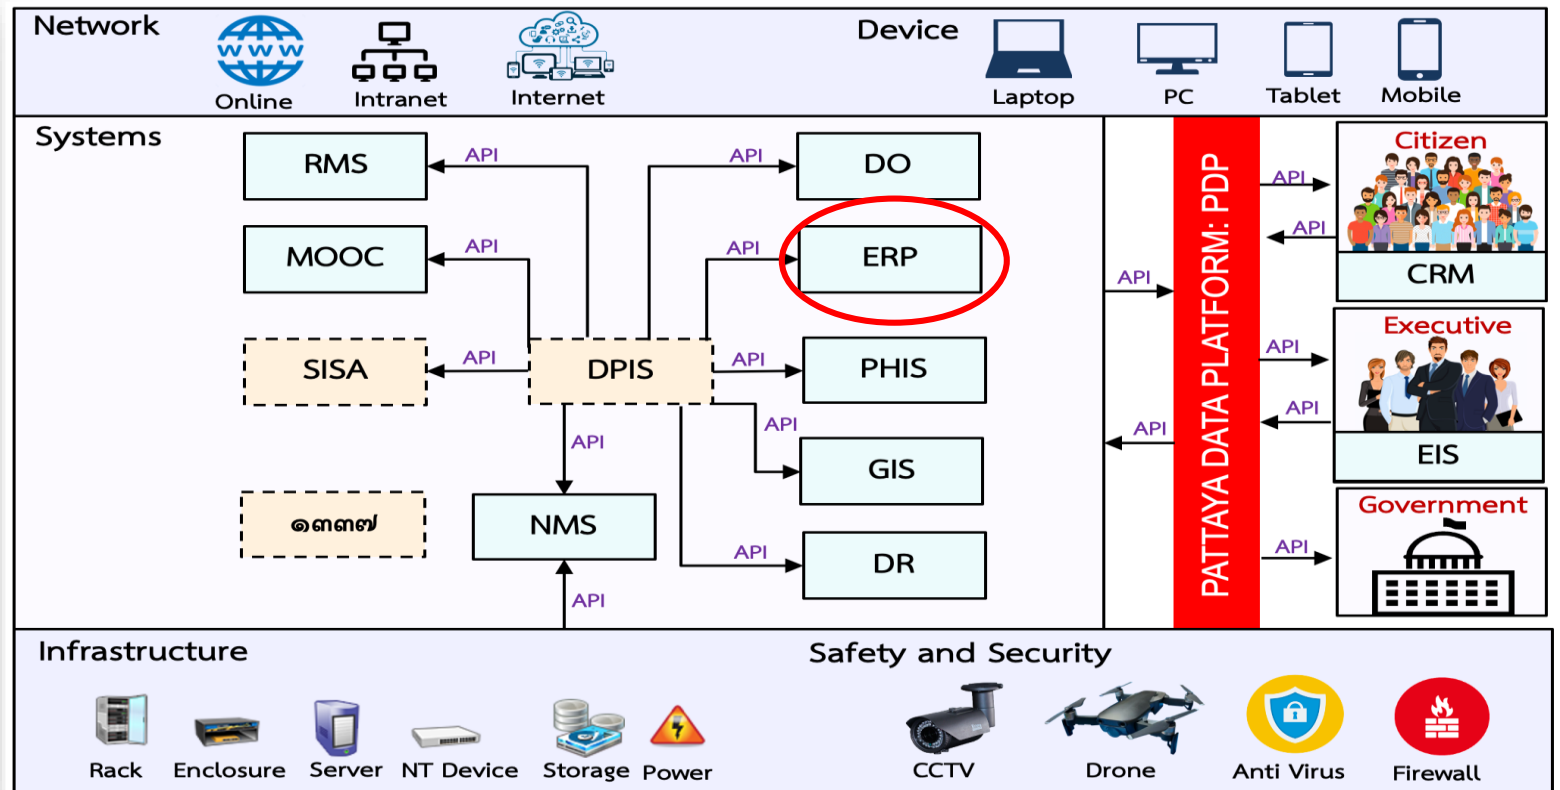 Network
Device
Online
Intranet
Internet
Laptop
PC
Tablet
Mobile
Systems
RMS
API
API
DO
MOOC
API
API
ERP
SISA
API
DPIS
API
PHIS
API
API
GIS
๑๓๓๗
NMS
API
DR
API
API
PATTAYA DATA PLATFORM: PDP
API
Citizen
API
API
CRM
Executive
API
API
EIS
Government
API
Infrastructure
Safety and Security
Rack
Enclosure
Server
NT Device
Storage
Power
CCTV
Drone
Anti Virus
Firewall